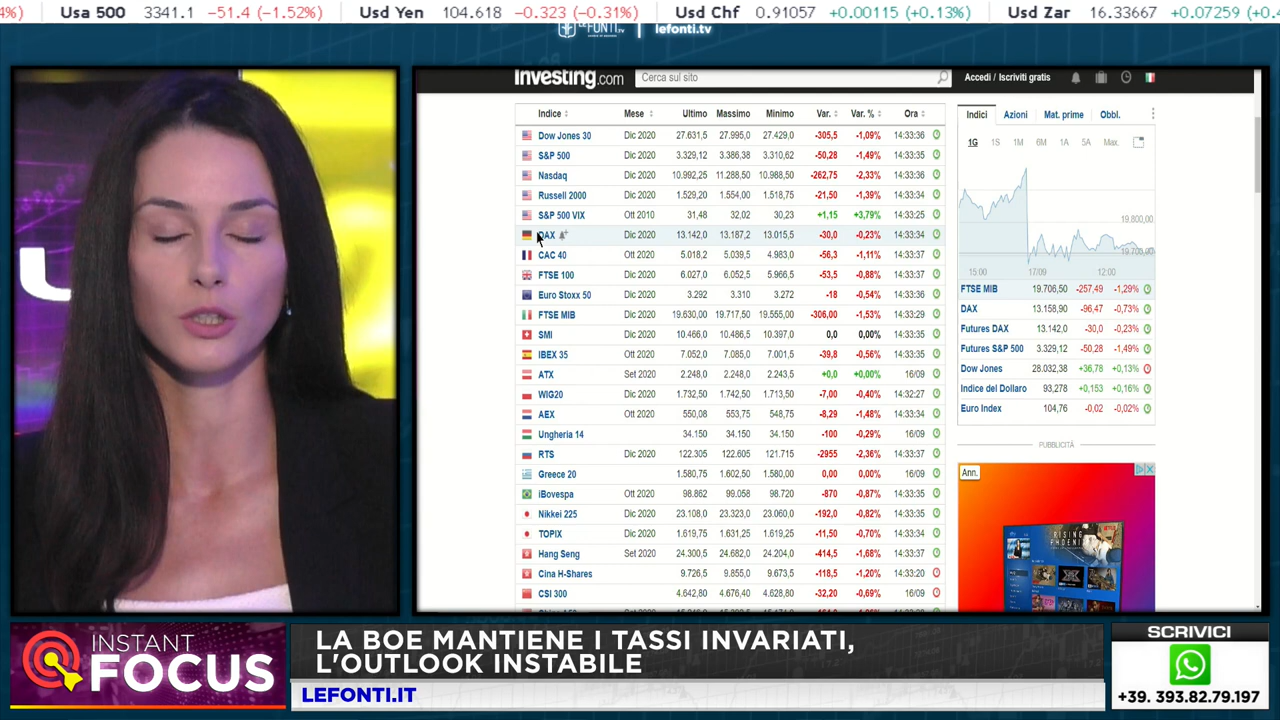 4%) Usa 500 3341.1 -51.4 (-1.52%) Usd Yen 104.618 -0.323 (-0.31%) Usd Chf 0.91057 +0.00115 (+0.13%) Usd Zar 16.33667 +0.07259 (+0.4
LE FONTI.TV lefonti.tv
Investing.com Cerca sul sito Accedi / Iscriviti gratis
Indice Mese Ultimo Massimo Minimo Var. Var. % Ora
Dow Jones 30 Dic 2020 27.631,5 27.995,0 27.429,0 -305,5 -1,09% 14:33:36
S&P 500 Dic 2020 3.329,12 3.386,38 3.310,62 -50,28 -1,49% 14:33:35
Nasdaq Dic 2020 10.992,25 11.288,50 10.988,50 -262,75 -2,33% 14:33:36
Russell 2000 Dic 2020 1.529,20 1.554,00 1.518,75 -21,50 -1,39% 14:33:34
S&P 500 VIX Ott 2010 31,48 32,02 30,23 +1,15 +3,79% 14:33:25
DAX Dic 2020 13.142,0 13.187,2 13.015,5 -30,0 -0,23% 14:33:34
CAC 40 Ott 2020 5.018,2 5.039,5 4.983,0 -56,3 -1,11% 14:33:37
FTSE 100 Dic 2020 6.027,0 6.052,5 5.966,5 -53,5 -0,88% 14:33:37
Euro Stoxx 50 Dic 2020 3.292 3.310 3.272 -18 -0,54% 14:33:36
FTSE MIB Dic 2020 19.630,00 19.717,50 19.555,00 -306,00 -1,53% 14:33:29
SMI Dic 2020 10.466,0 10.486,5 10.397,0 0,0 0,00% 14:33:35
IBEX 35 Ott 2020 7.052,0 7.085,0 7.001,5 -39,8 -0,56% 14:33:35
ATX Set 2020 2.248,0 2.248,0 2.243,5 +0,0 +0,00% 16/09
WIG20 Dic 2020 1.732,50 1.742,50 1.713,50 -7,00 -0,40% 14:32:27
AEX Ott 2020 550,08 553,75 548,75 -8,29 -1,48% 14:33:34
Ungheria 14 34.150 34.150 34.150 -100 -0,29% 16/09
RTS Dic 2020 122.305 122.605 121.715 -2955 -2,36% 14:33:37
Greece 20 1.580,75 1.602,50 1.580,00 0,00 0,00% 16/09
iBovespa Ott 2020 98.862 99.058 98.720 -870 -0,87% 14:33:35
Nikkei 225 Dic 2020 23.108,0 23.323,0 23.060,0 -192,0 -0,82% 14:33:35
TOPIX Dic 2020 1.619,75 1.631,25 1.619,25 -11,50 -0,70% 14:33:34
Hang Seng Set 2020 24.300,5 24.682,0 24.204,0 -414,5 -1,68% 14:33:37
Cina H-Shares 9.726,5 9.855,0 9.673,5 -118,5 -1,20% 14:33:20
CSI 300 4.642,80 4.676,40 4.628,80 -32,20 -0,69% 16/09
Indici Azioni Mat. prime Obbl.
1G 1S 1M 6M 1A 5A Max.
19.800,00
19.700,00
15:00 17/09 12:00
FTSE MIB 19.706,50 -257,49 -1,29%
DAX 13.158,90 -96,47 -0,73%
Futures DAX 13.142,0 -30,0 -0,23%
Futures S&P 500 3.329,12 -50,28 -1,49%
Dow Jones 28.032,38 +36,78 +0,13%
Indice del Dollaro 93,278 +0,153 +0,16%
Euro Index 104,76 -0,02 -0,02%
PUBBLICITÀ
Ann.
RISING
PHOENIX
INSTANT
FOCUS
LA BOE MANTIENE I TASSI INVARIATI,
L'OUTLOOK INSTABILE
LEFONTI.IT
SCRIVICI
+39. 393.82.79.197